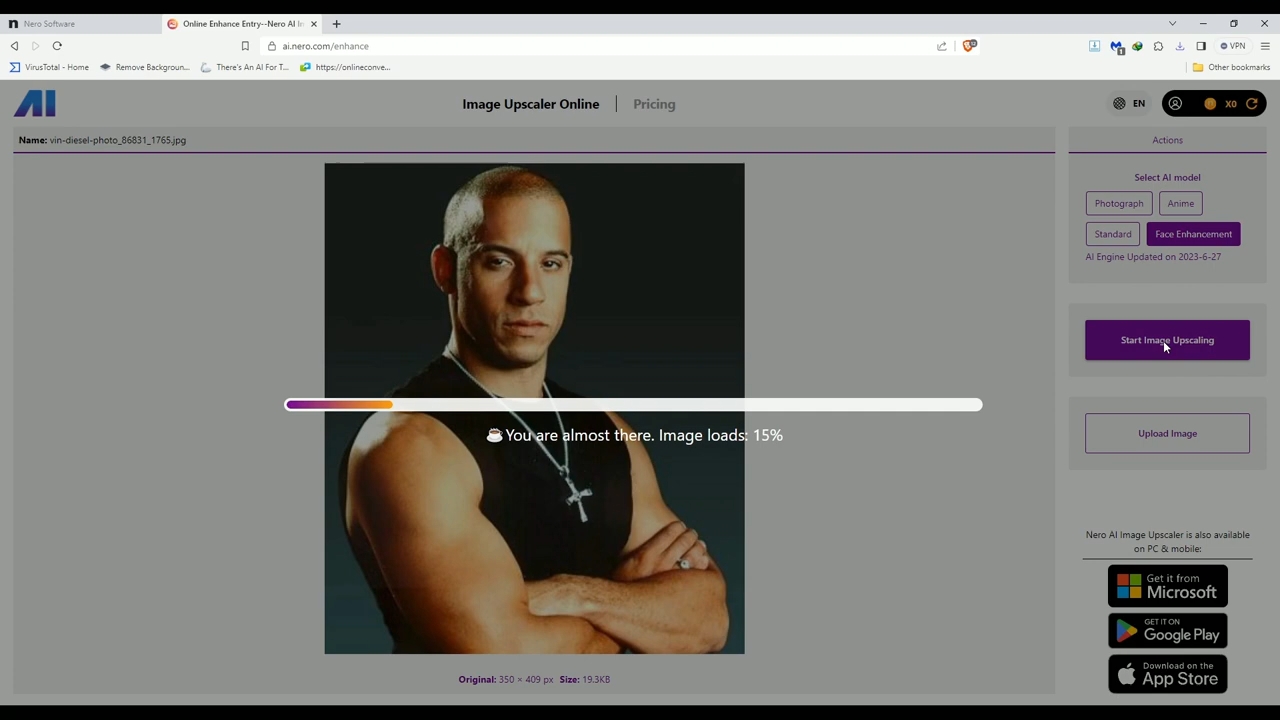 Nero Software
Online Enhance Entry--Nero AI In
ai.nero.com/enhance
1
VPN
VirusTotal - Home
Remove Backgroun...
There's An AI For T...
https://onlineconve...
Other bookmarks
AI
Image Upscaler Online
Pricing
EN
X0
Name: vin-diesel-photo_86831_1765.jpg
Actions
Select AI model
Photograph
Anime
Standard
Face Enhancement
AI Engine Updated on 2023-6-27
Start Image Upscaling
☕You are almost there. Image loads: 15%
Upload Image
Nero AI Image Upscaler is also available
on PC & mobile:
Get it from
Microsoft
GET IT ON
Google Play
Download on the
App Store
Original: 350 × 409 px Size: 19.3KB